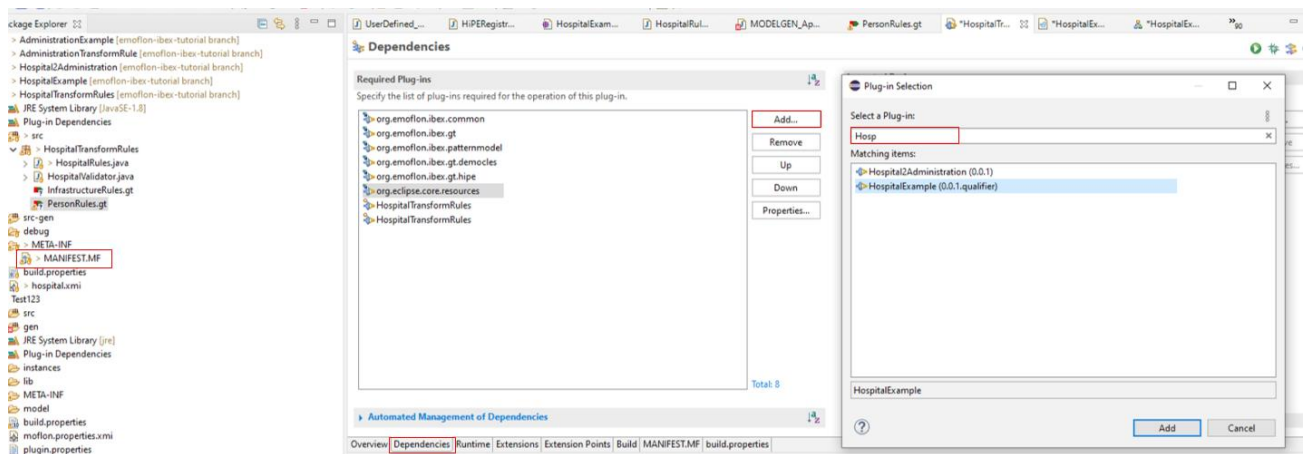 ckage Explorer
> AdministrationExample [emoflon-ibex-tutorial branch]
> AdministrationTransformRule [emoflon-ibex-tutorial branch]
> Hospital2Administration [emoflon-ibex-tutorial branch]
> HospitalExample [emoflon-ibex-tutorial branch]
> HospitalTransformRules [emoflon-ibex-tutorial branch]
JRE System Library [JavaSE-1.8]
Plug-in Dependencies
> src
> HospitalTransformRules
> HospitalRules.java
> HospitalValidator.java
InfrastructureRules.gt
PersonRules.gt
src-gen
debug
> META-INF
> MANIFEST.MF
build.properties
> hospital.xmi
Test123
src
gen
JRE System Library [jre]
Plug-in Dependencies
instances
lib
META-INF
model
build.properties
moflon.properties.xmi
plugin.properties
UserDefined_...
HiPERegistr...
HospitalExam...
HospitalRul...
MODELGEN_Ap...
PersonRules.gt
*HospitalTr...
*HospitalEx...
*HospitalEx...
»90
Dependencies
Required Plug-ins
Specify the list of plug-ins required for the operation of this plug-in.
org.emoflon.ibex.common
org.emoflon.ibex.gt
org.emoflon.ibex.patternmodel
org.emoflon.ibex.gt.democles
org.emoflon.ibex.gt.hipe
org.eclipse.core.resources
HospitalTransformRules
HospitalTransformRules
Add...
Remove
Up
Down
Properties...
Total: 8
Automated Management of Dependencies
Overview Dependencies Runtime Extensions Extension Points Build MANIFEST.MF build.properties
Plug-in Selection
Select a Plug-in:
Hosp
Matching items:
Hospital2Administration (0.0.1)
HospitalExample (0.0.1.qualifier)
HospitalExample
Add
Cancel